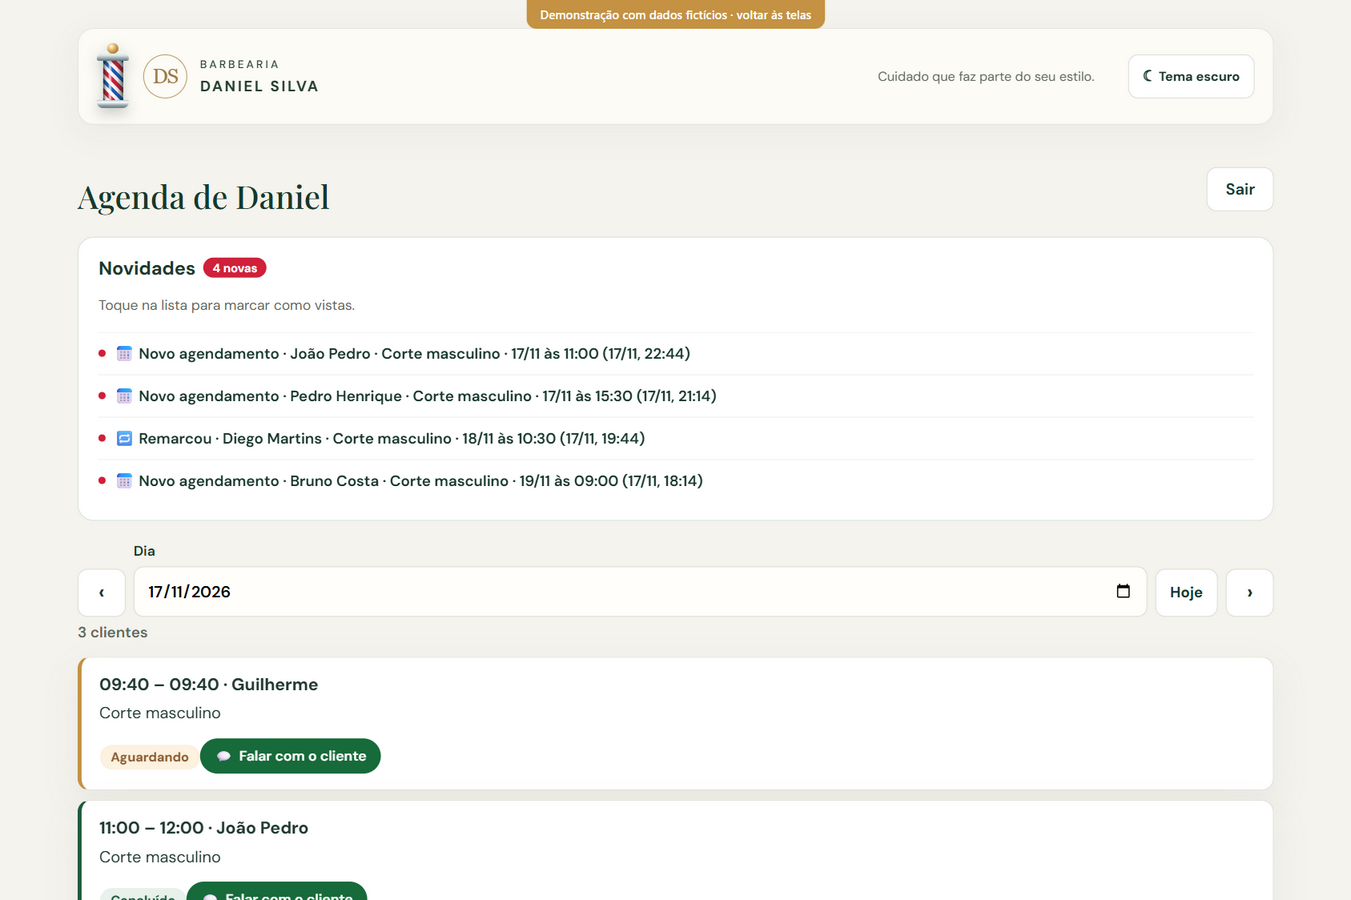 Demonstração com dados fictícios · voltar às telas
DS
BARBEARIA
DANIEL SILVA
Cuidado que faz parte do seu estilo.
☾ Tema escuro
Agenda de Daniel
Sair
Novidades 4 novas
Toque na lista para marcar como vistas.
Novo agendamento · João Pedro · Corte masculino · 17/11 às 11:00 (17/11, 22:44)
Novo agendamento · Pedro Henrique · Corte masculino · 17/11 às 15:30 (17/11, 21:14)
Remarcou · Diego Martins · Corte masculino · 18/11 às 10:30 (17/11, 19:44)
Novo agendamento · Bruno Costa · Corte masculino · 19/11 às 09:00 (17/11, 18:14)
Dia
‹ 17/11/2026 Hoje ›
3 clientes
09:40 – 09:40 · Guilherme
Corte masculino
Aguardando Falar com o cliente
11:00 – 12:00 · João Pedro
Corte masculino
Concluído Falar com o cliente